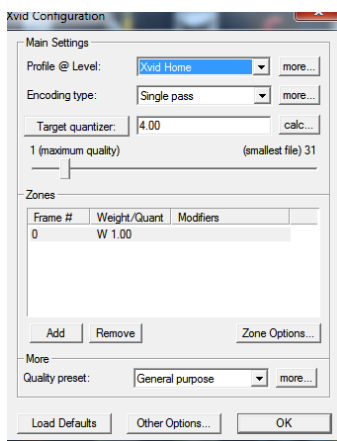 Xvid Configuration
Main Settings
Profile @ Level: Xvid Home more...
Encoding type: Single pass more...
Target quantizer: 4.00 calc...
1 (maximum quality) (smallest file) 31
Zones
Frame # Weight/Quant Modifiers
0 W 1.00
Add Remove Zone Options...
More
Quality preset: General purpose more...
Load Defaults Other Options... OK